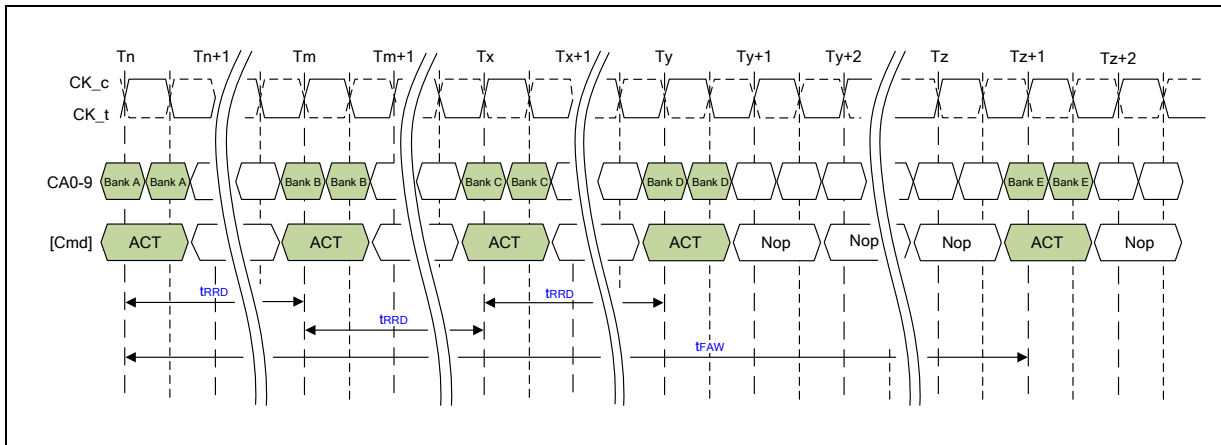 Tn Tn+1 Tm Tm+1 Tx Tx+1 Ty Ty+1 Ty+2 Tz Tz+1 Tz+2
CK_c
CK_t
CA0-9 Bank A Bank A Bank B Bank B Bank C Bank C Bank D Bank D Bank E Bank E
[Cmd] ACT ACT ACT ACT Nop Nop Nop ACT Nop
tRRD tRRD
tRRD
tFAW